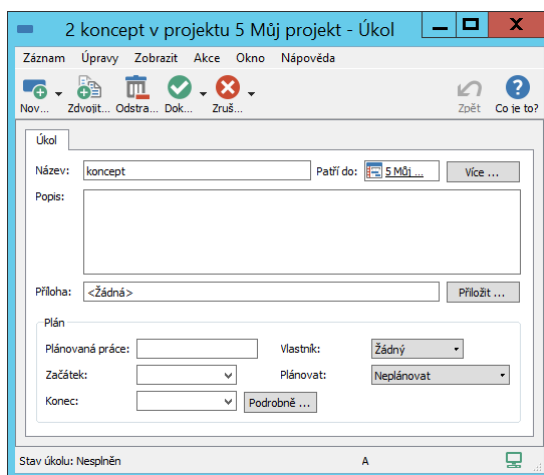 2 koncept v projektu 5 Můj projekt - Úkol
Záznam Úpravy Zobrazit Akce Okno Nápověda
Nov... Zdvojit... Odstra... Dok... Zruš... Zpět Co je to?
Úkol
Název: koncept Patří do: 5 Můj ... Více ...
Popis:
Příloha: <Žádná> Přiložit ...
Plán
Plánovaná práce: Vlastník: Žádný
Začátek: Plánovat: Neplánovat
Konec: Podrobně ...
Stav úkolu: Nesplněn A